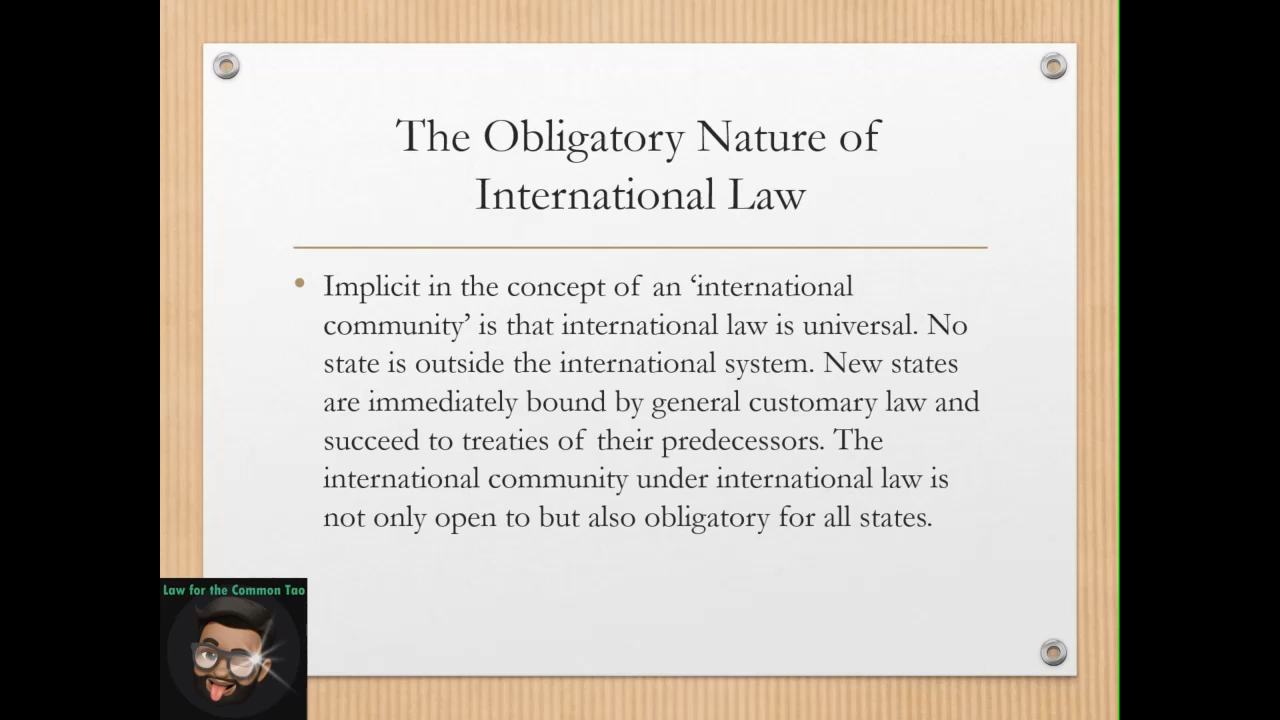 The Obligatory Nature of
International Law
• Implicit in the concept of an ‘international
community’ is that international law is universal. No
state is outside the international system. New states
are immediately bound by general customary law and
succeed to treaties of their predecessors. The
international community under international law is
not only open to but also obligatory for all states.
Law for the Common Tao